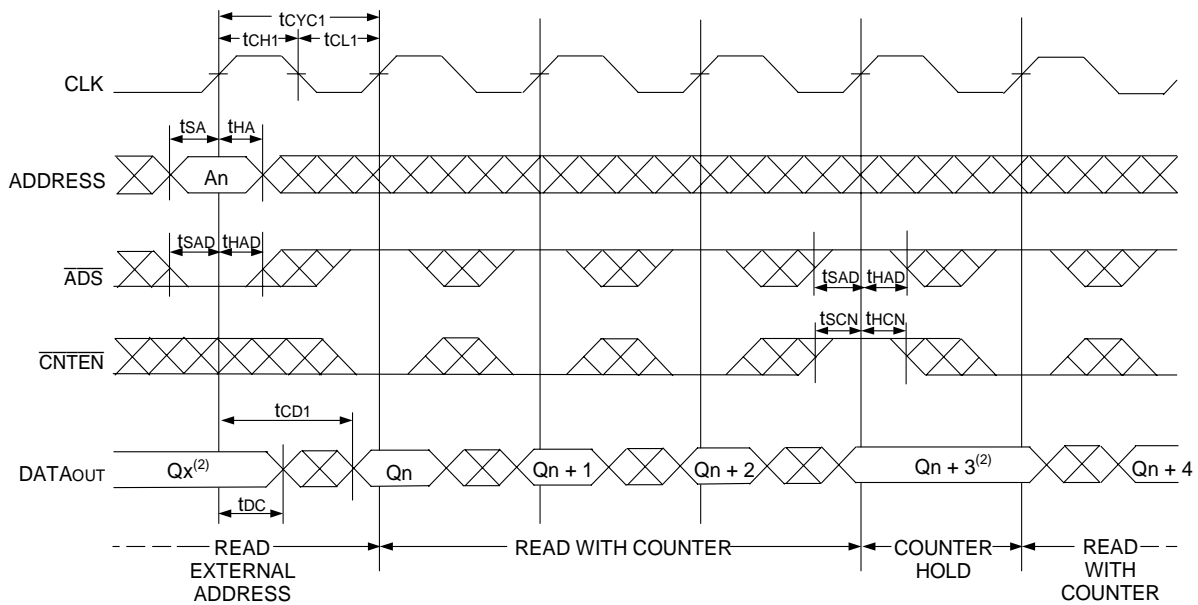 tCYC1
tCH1 tCL1
CLK
tSA tHA
ADDRESS An
tSAD tHAD
ADS
tSAD tHAD
tSCN tHCN
CNTEN
tCD1
DATAOUT Qx(2) Qn Qn + 1 Qn + 2 Qn + 3(2) Qn + 4
tDC
READ EXTERNAL ADDRESS
READ WITH COUNTER
COUNTER HOLD
READ WITH COUNTER